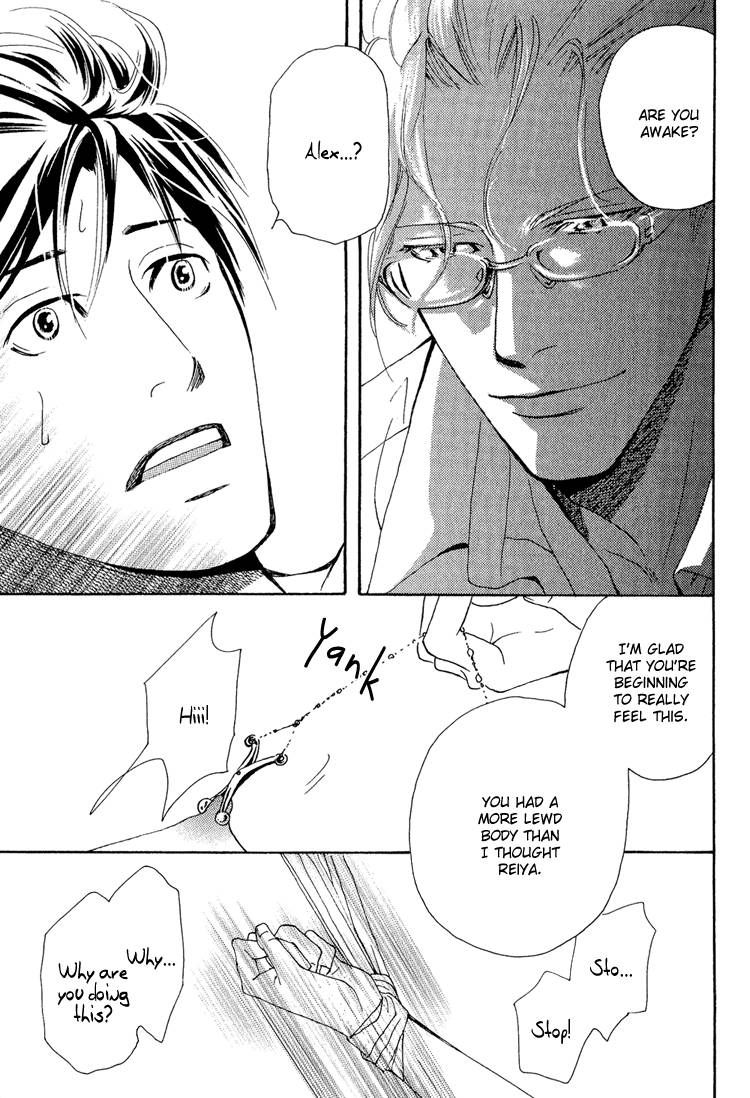 ARE YOU
AWAKE?
Alex...?
I'M GLAD
THAT YOU'RE
BEGINNING
TO REALLY
FEEL THIS.
Yank
Hiii!
YOU HAD A
MORE LEWD
BODY THAN
I THOUGHT
REIYA.
Sto...
Stop!
Why...
Why are
you doing
this?